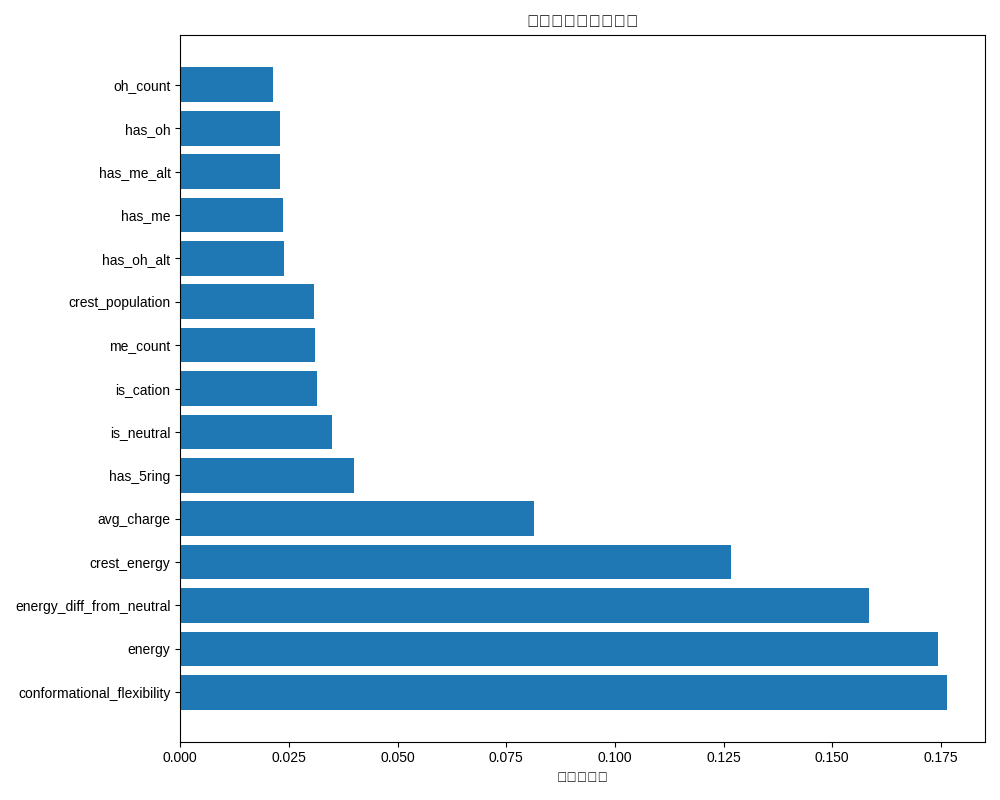 oh_count
has_oh
has_me_alt
has_me
has_oh_alt
crest_population
me_count
is_cation
is_neutral
has_5ring
avg_charge
crest_energy
energy_diff_from_neutral
energy
conformational_flexibility
0.000 0.025 0.050 0.075 0.100 0.125 0.150 0.175